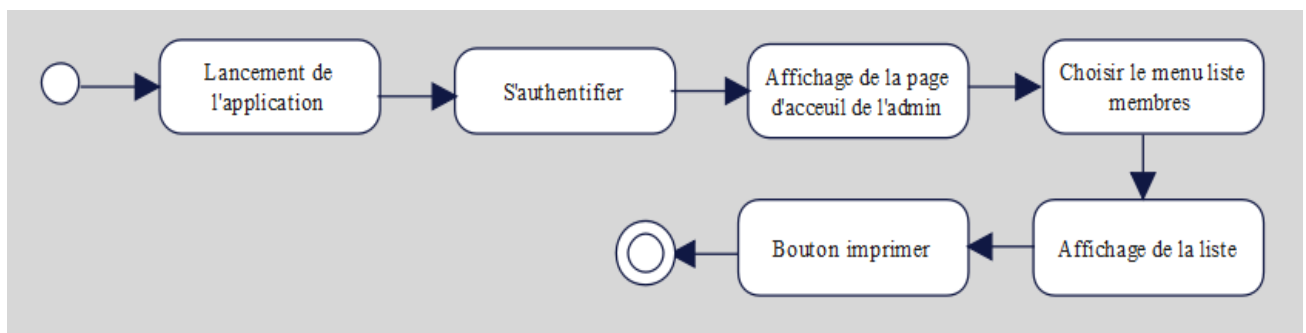 Lancement de
l'application
S'authentifier
Affichage de la page
d'acceuil de l'admin
Choisir le menu liste
membres
Affichage de la liste
Bouton imprimer